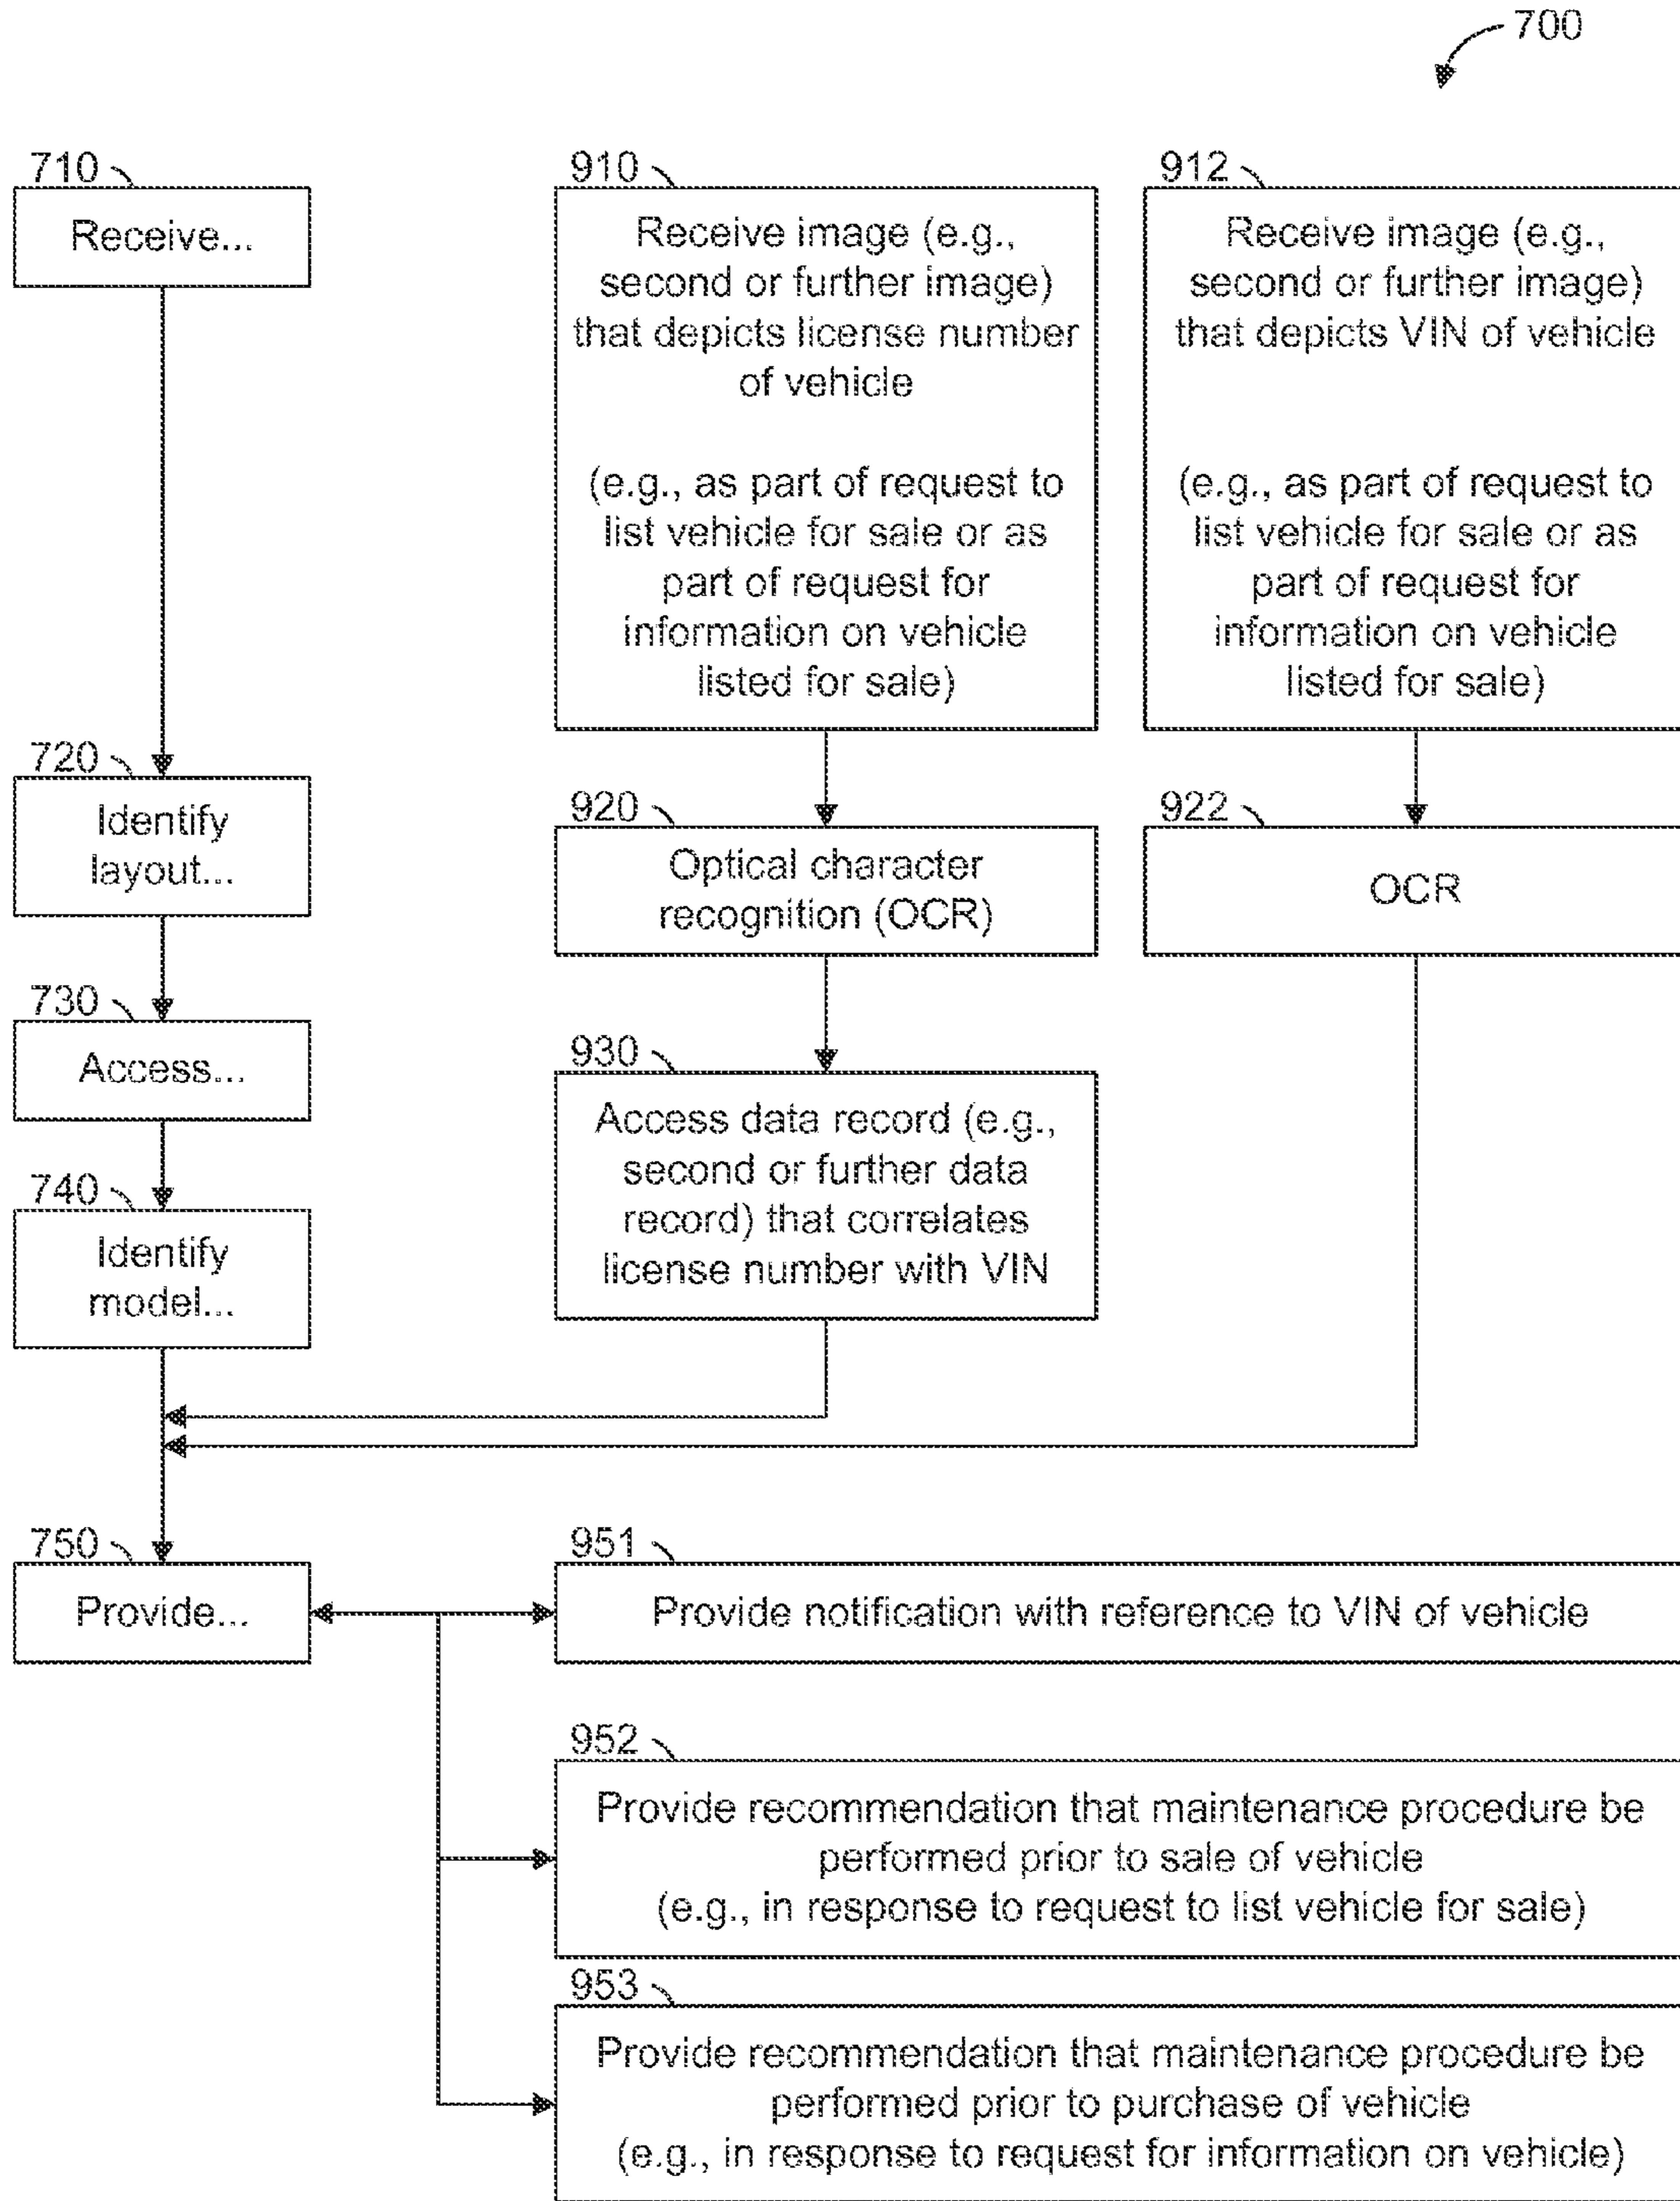 700
710
Receive...
910
Receive image (e.g.,
second or further image)
that depicts license number
of vehicle
(e.g., as part of request to
list vehicle for sale or as
part of request for
information on vehicle
listed for sale)
912
Receive image (e.g.,
second or further image)
that depicts VIN of vehicle
(e.g., as part of request to
list vehicle for sale or as
part of request for
information on vehicle
listed for sale)
720
Identify
layout...
920
Optical character
recognition (OCR)
922
OCR
730
Access...
930
Access data record (e.g.,
second or further data
record) that correlates
license number with VIN
740
Identify
model...
750
Provide...
951
Provide notification with reference to VIN of vehicle
952
Provide recommendation that maintenance procedure be
performed prior to sale of vehicle
(e.g., in response to request to list vehicle for sale)
953
Provide recommendation that maintenance procedure be
performed prior to purchase of vehicle
(e.g., in response to request for information on vehicle)